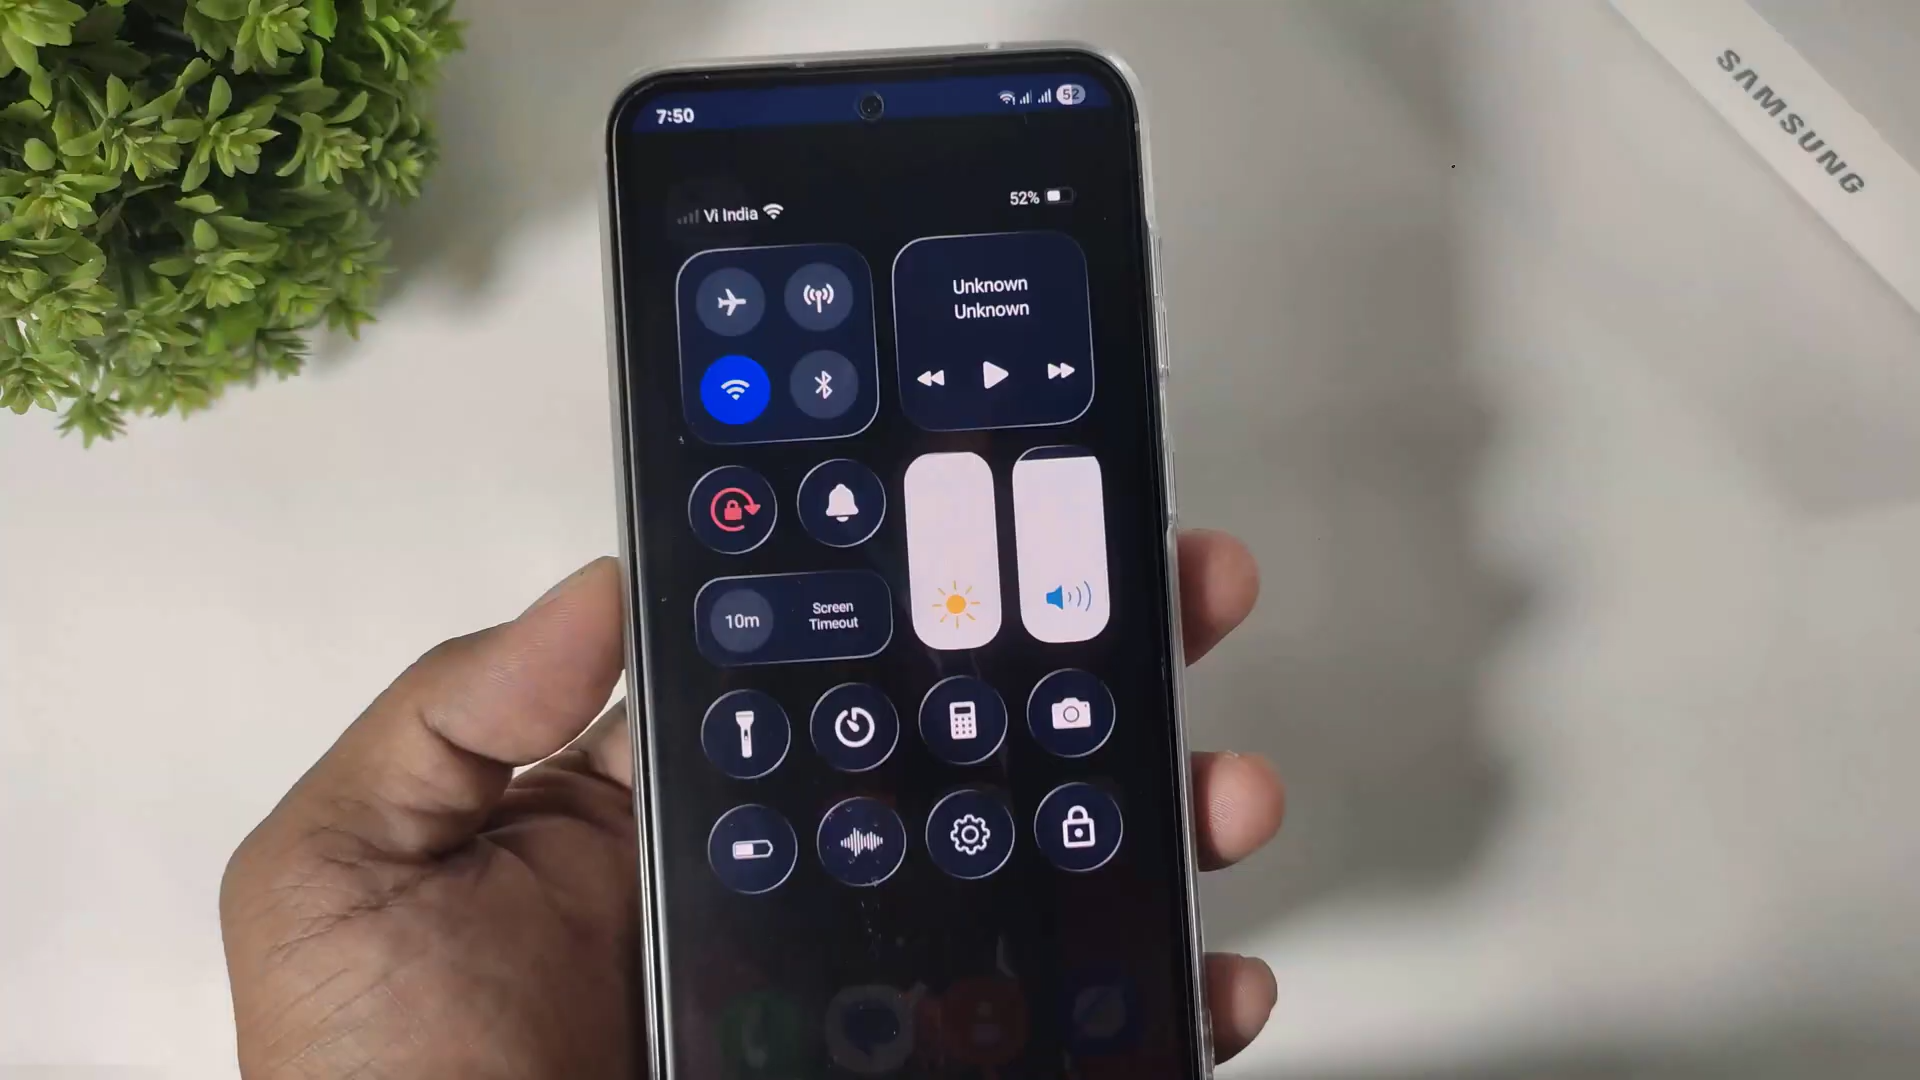 7:50
52
SAMSUNG
Vi India
52%
Unknown
Unknown
10m
Screen
Timeout